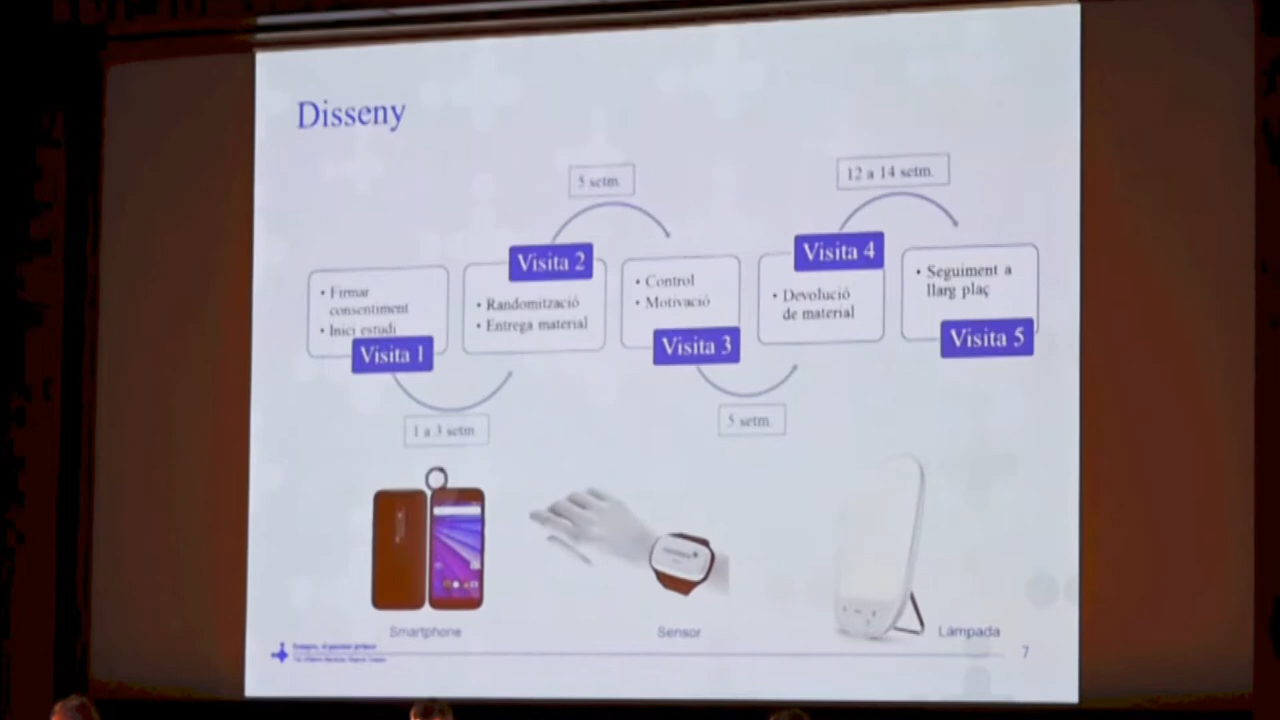 Disseny
5 setm.
12 a 14 setm.
Visita 2
Visita 4
• Firmar
consentiment
• Inici estudi
• Randomització
• Entrega material
• Control
• Motivació
• Devolució
de material
• Seguiment a
llarg plaç
Visita 1
Visita 3
Visita 5
1 a 3 setm
5 setm.
Smartphone
Sensor
Làmpada
7